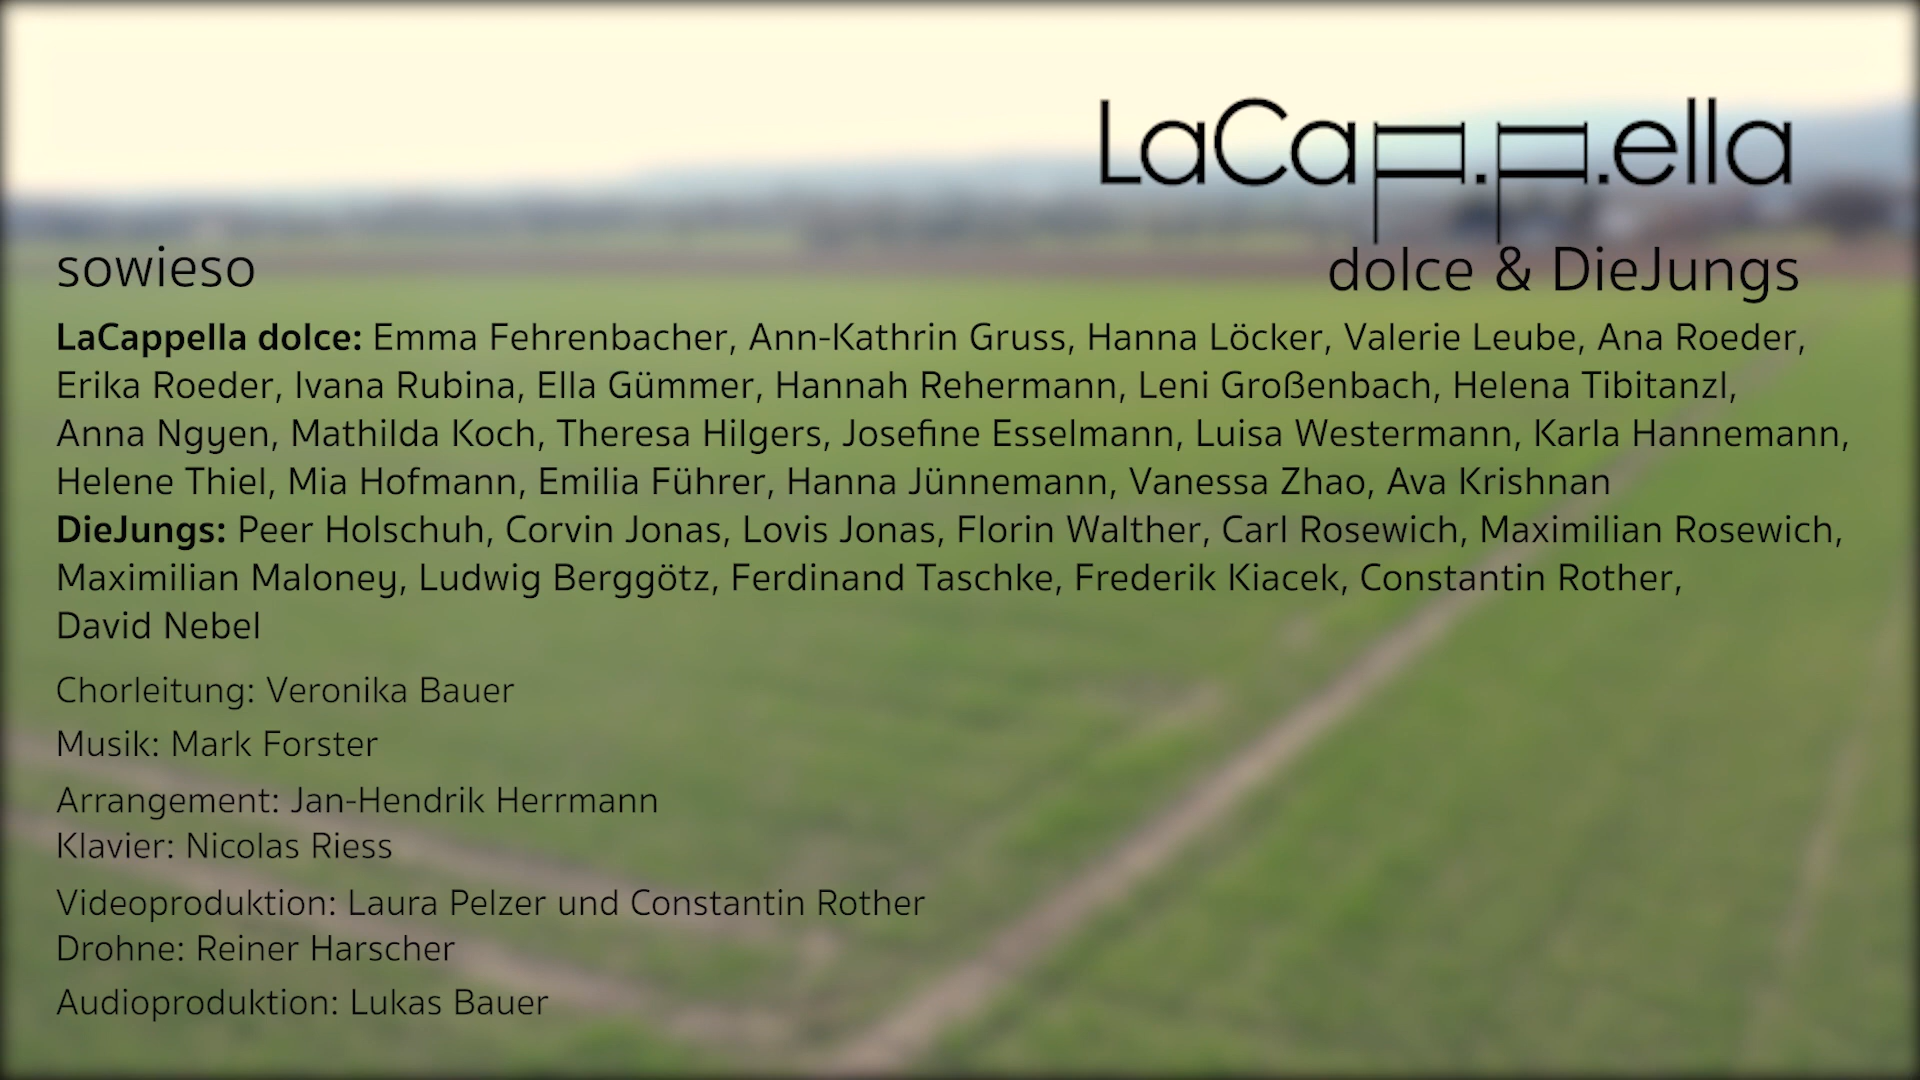 LaCap.p.ella
sowieso
dolce & DieJungs
LaCappella dolce: Emma Fehrenbacher, Ann-Kathrin Gruss, Hanna Löcker, Valerie Leube, Ana Roeder,
Erika Roeder, Ivana Rubina, Ella Gümmer, Hannah Rehermann, Leni Großenbach, Helena Tibitanzl,
Anna Ngyen, Mathilda Koch, Theresa Hilgers, Josefine Esselmann, Luisa Westermann, Karla Hannemann,
Helene Thiel, Mia Hofmann, Emilia Führer, Hanna Jünnemann, Vanessa Zhao, Ava Krishnan
DieJungs: Peer Holschuh, Corvin Jonas, Lovis Jonas, Florin Walther, Carl Rosewich, Maximilian Rosewich,
Maximilian Maloney, Ludwig Berggötz, Ferdinand Taschke, Frederik Kiacek, Constantin Rother,
David Nebel
Chorleitung: Veronika Bauer
Musik: Mark Forster
Arrangement: Jan-Hendrik Herrmann
Klavier: Nicolas Riess
Videoproduktion: Laura Pelzer und Constantin Rother
Drohne: Reiner Harscher
Audioproduktion: Lukas Bauer